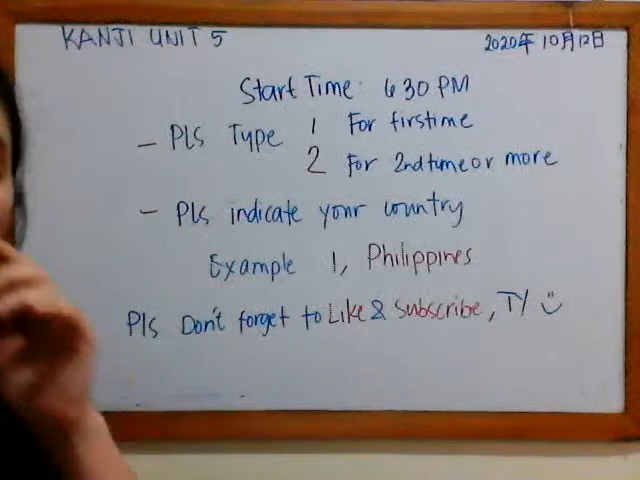 KANJI UNIT 5
2020年 10月12日
Start Time: 6 30 PM
- Pls Type 1 For firstime
2 For 2nd time or more
- Pls indicate your country
Example 1, Philippines
Pls Don't forget to Like & Subscribe, TY